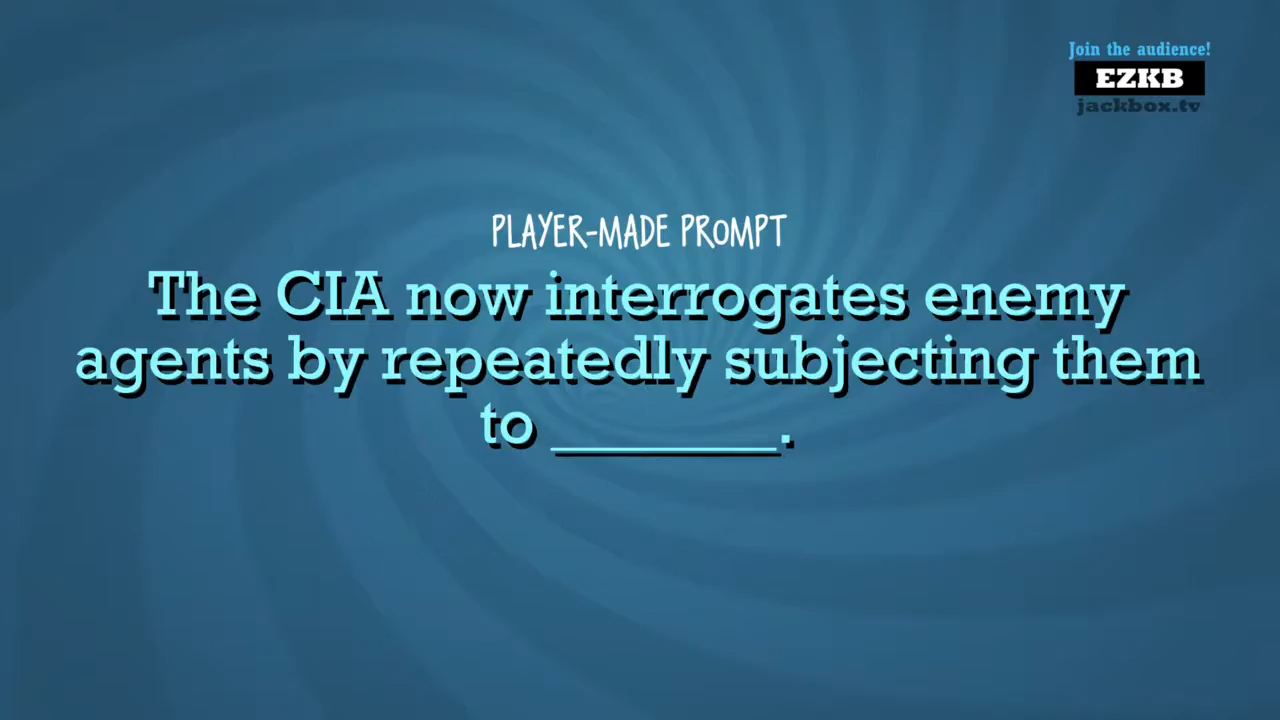 Join the audience!
EZKB
jackbox.tv
PLAYER-MADE PROMPT
The CIA now interrogates enemy
agents by repeatedly subjecting them
to ________.